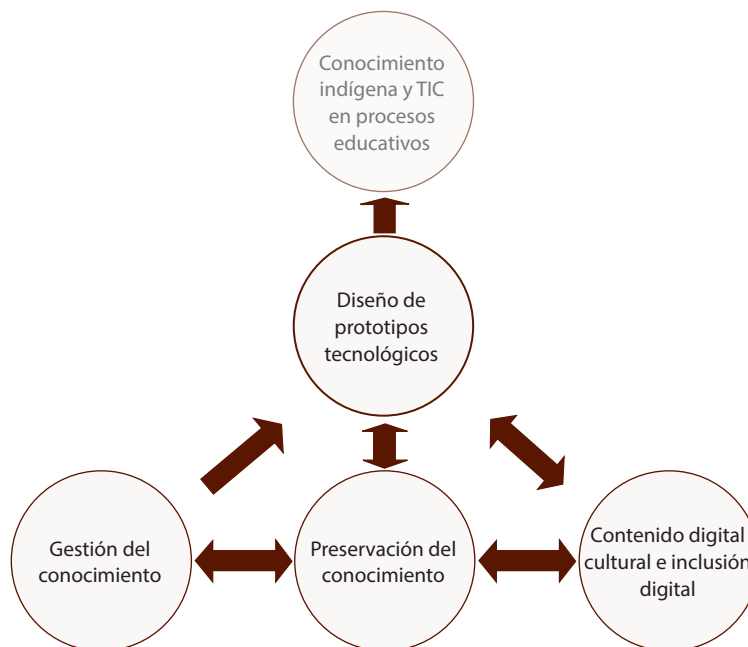 Conocimiento
indígena y TIC
en procesos
educativos
Diseño de
prototipos
tecnológicos
Gestión del
conocimiento
Preservación del
conocimiento
Contenido digital
cultural e inclusión
digital